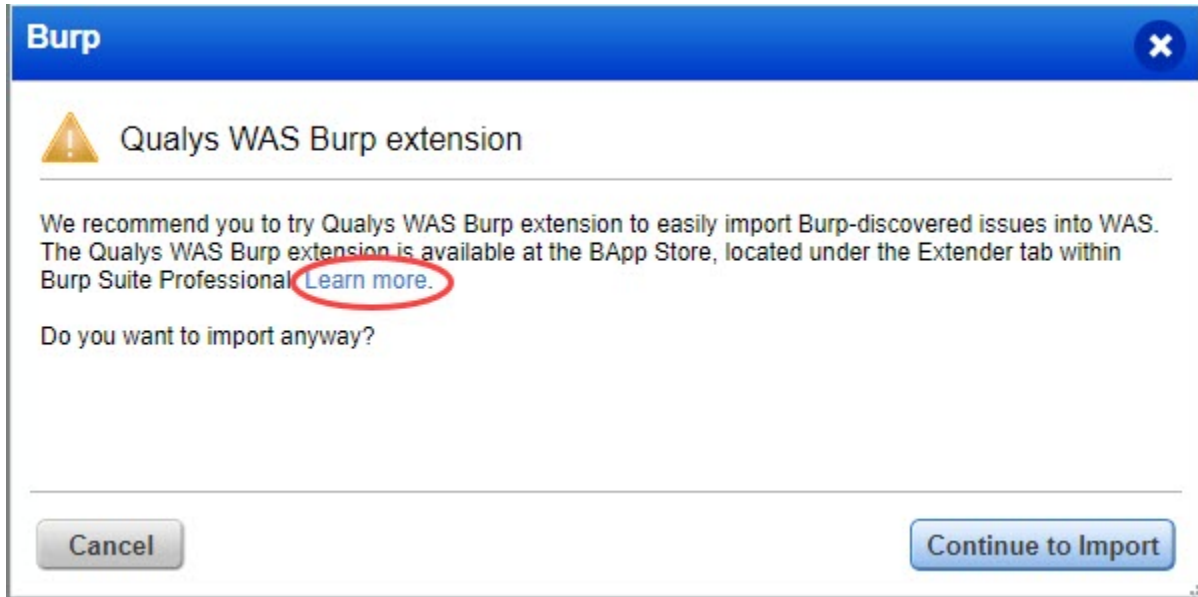 Burp
Qualys WAS Burp extension
We recommend you to try Qualys WAS Burp extension to easily import Burp-discovered issues into WAS.
The Qualys WAS Burp extension is available at the BApp Store, located under the Extender tab within
Burp Suite Professional. Learn more.
Do you want to import anyway?
Cancel
Continue to Import